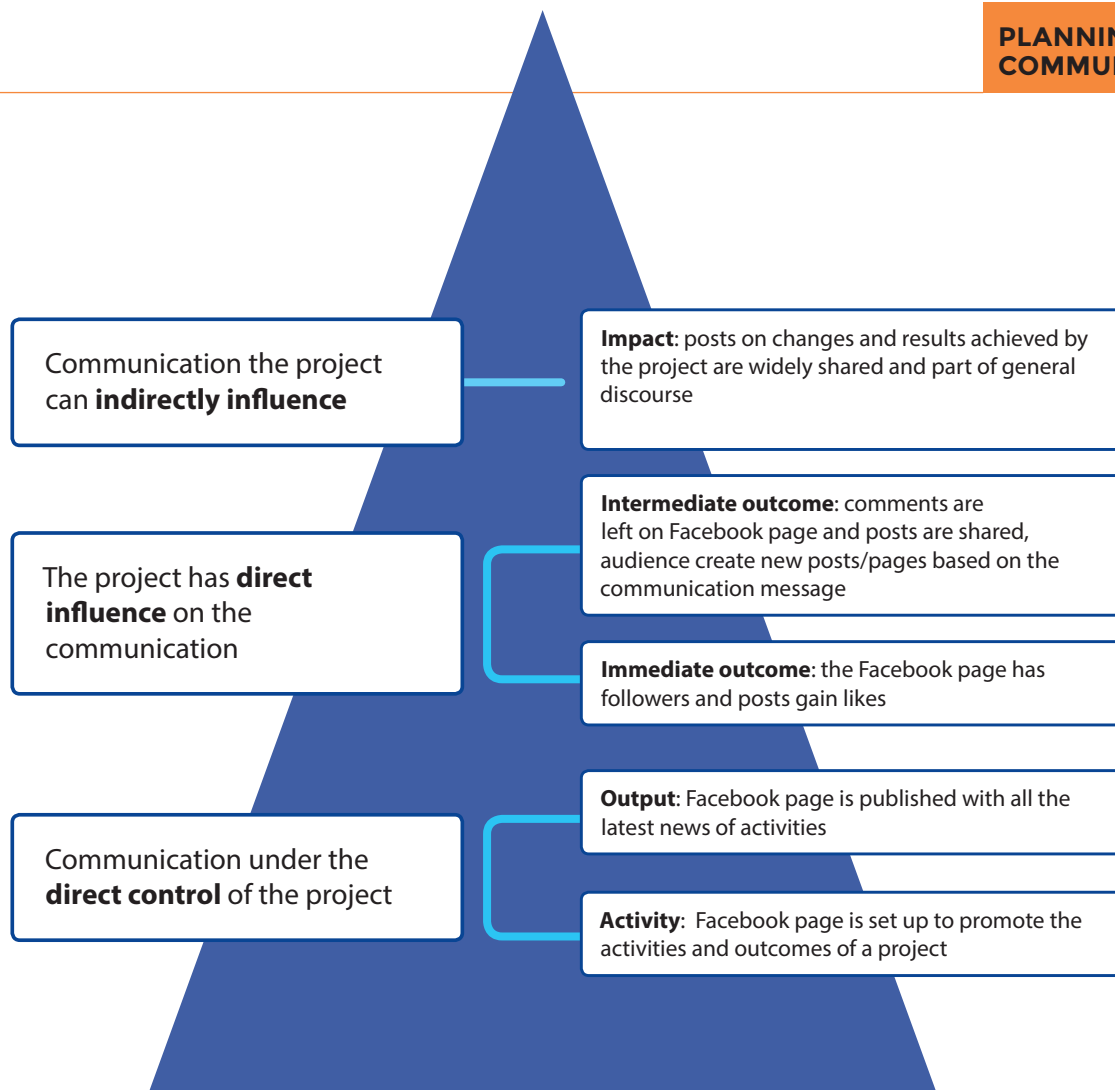 PLANNIN
COMMU
Communication the project
can indirectly influence
Impact: posts on changes and results achieved by
the project are widely shared and part of general
discourse
The project has direct
influence on the
communication
Intermediate outcome: comments are
left on Facebook page and posts are shared,
audience create new posts/pages based on the
communication message
Immediate outcome: the Facebook page has
followers and posts gain likes
Communication under the
direct control of the project
Output: Facebook page is published with all the
latest news of activities
Activity: Facebook page is set up to promote the
activities and outcomes of a project